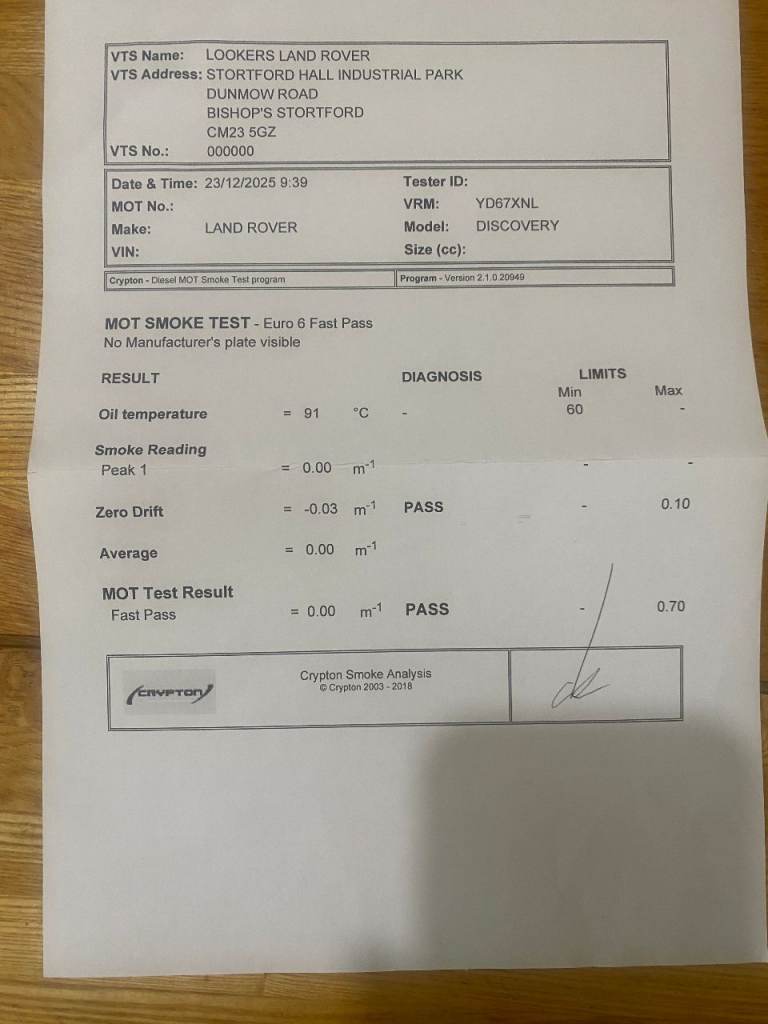 VTS Name: LOOKERS LAND ROVER
VTS Address: STORTFORD HALL INDUSTRIAL PARK
DUNMOW ROAD
BISHOP'S STORTFORD
CM23 5GZ
VTS No.: 000000
Date & Time: 23/12/2025 9:39 Tester ID:
MOT No.: VRM: YD67XNL
Make: LAND ROVER Model: DISCOVERY
VIN: Size (cc):
Crypton - Diesel MOT Smoke Test program Program - Version 2.1.0.20949
MOT SMOKE TEST - Euro 6 Fast Pass
No Manufacturer's plate visible
RESULT DIAGNOSIS LIMITS
Min Max
Oil temperature = 91 °C - 60 -
Smoke Reading
Peak 1 = 0.00 m-1 - -
Zero Drift = -0.03 m-1 PASS - 0.10
Average = 0.00 m-1
MOT Test Result
Fast Pass = 0.00 m-1 PASS - 0.70
CRYPTON Crypton Smoke Analysis
© Crypton 2003 - 2018